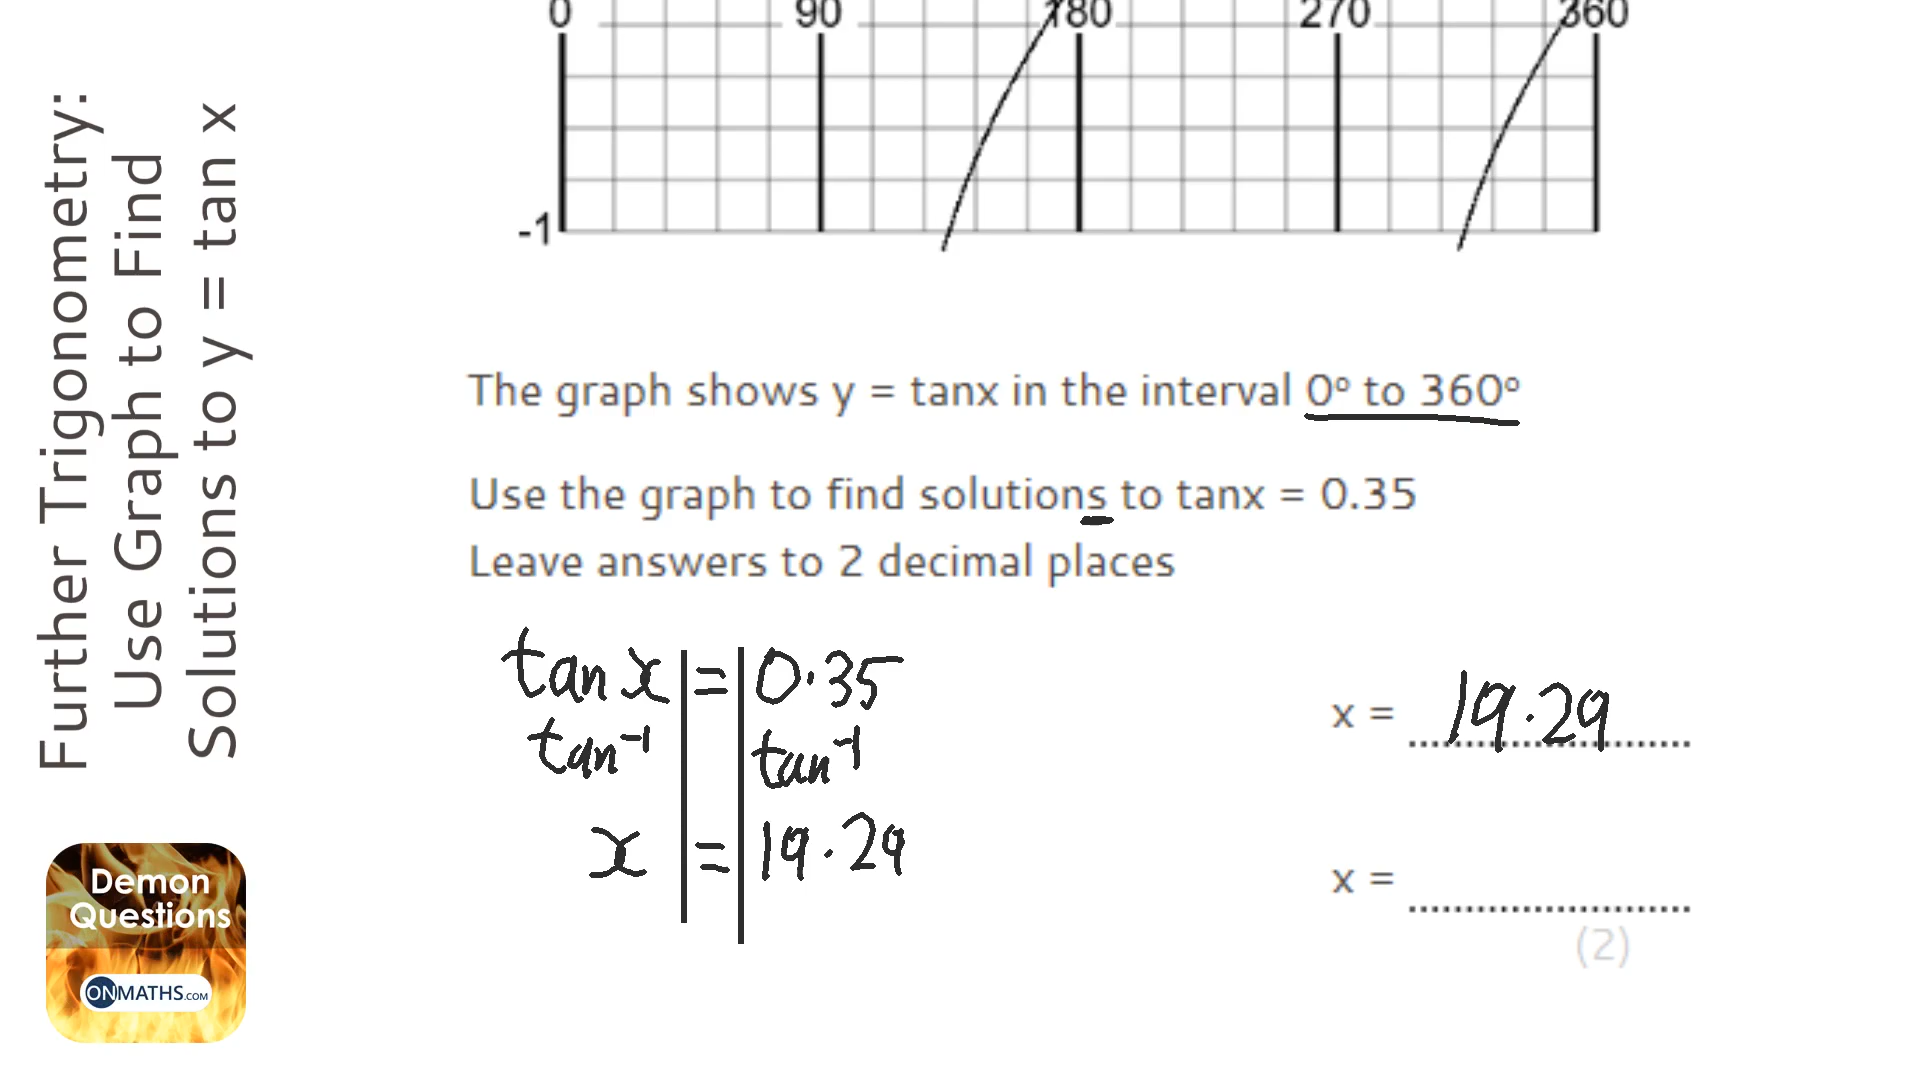 0 90 180 270 360
-1
Further Trigonometry:
Use Graph to Find
Solutions to y = tan x
The graph shows y = tanx in the interval 0º to 360º
Use the graph to find solutions to tanx = 0.35
Leave answers to 2 decimal places
tan x = 0.35
tan⁻¹ tan⁻¹
x = 19.29
x = 19.29
x =
(2)
Demon
Questions
ONMATHS.COM